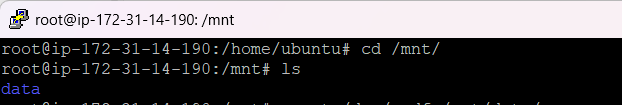 root@ip-172-31-14-190: /mnt
root@ip-172-31-14-190:/home/ubuntu# cd /mnt/
root@ip-172-31-14-190:/mnt# ls
data